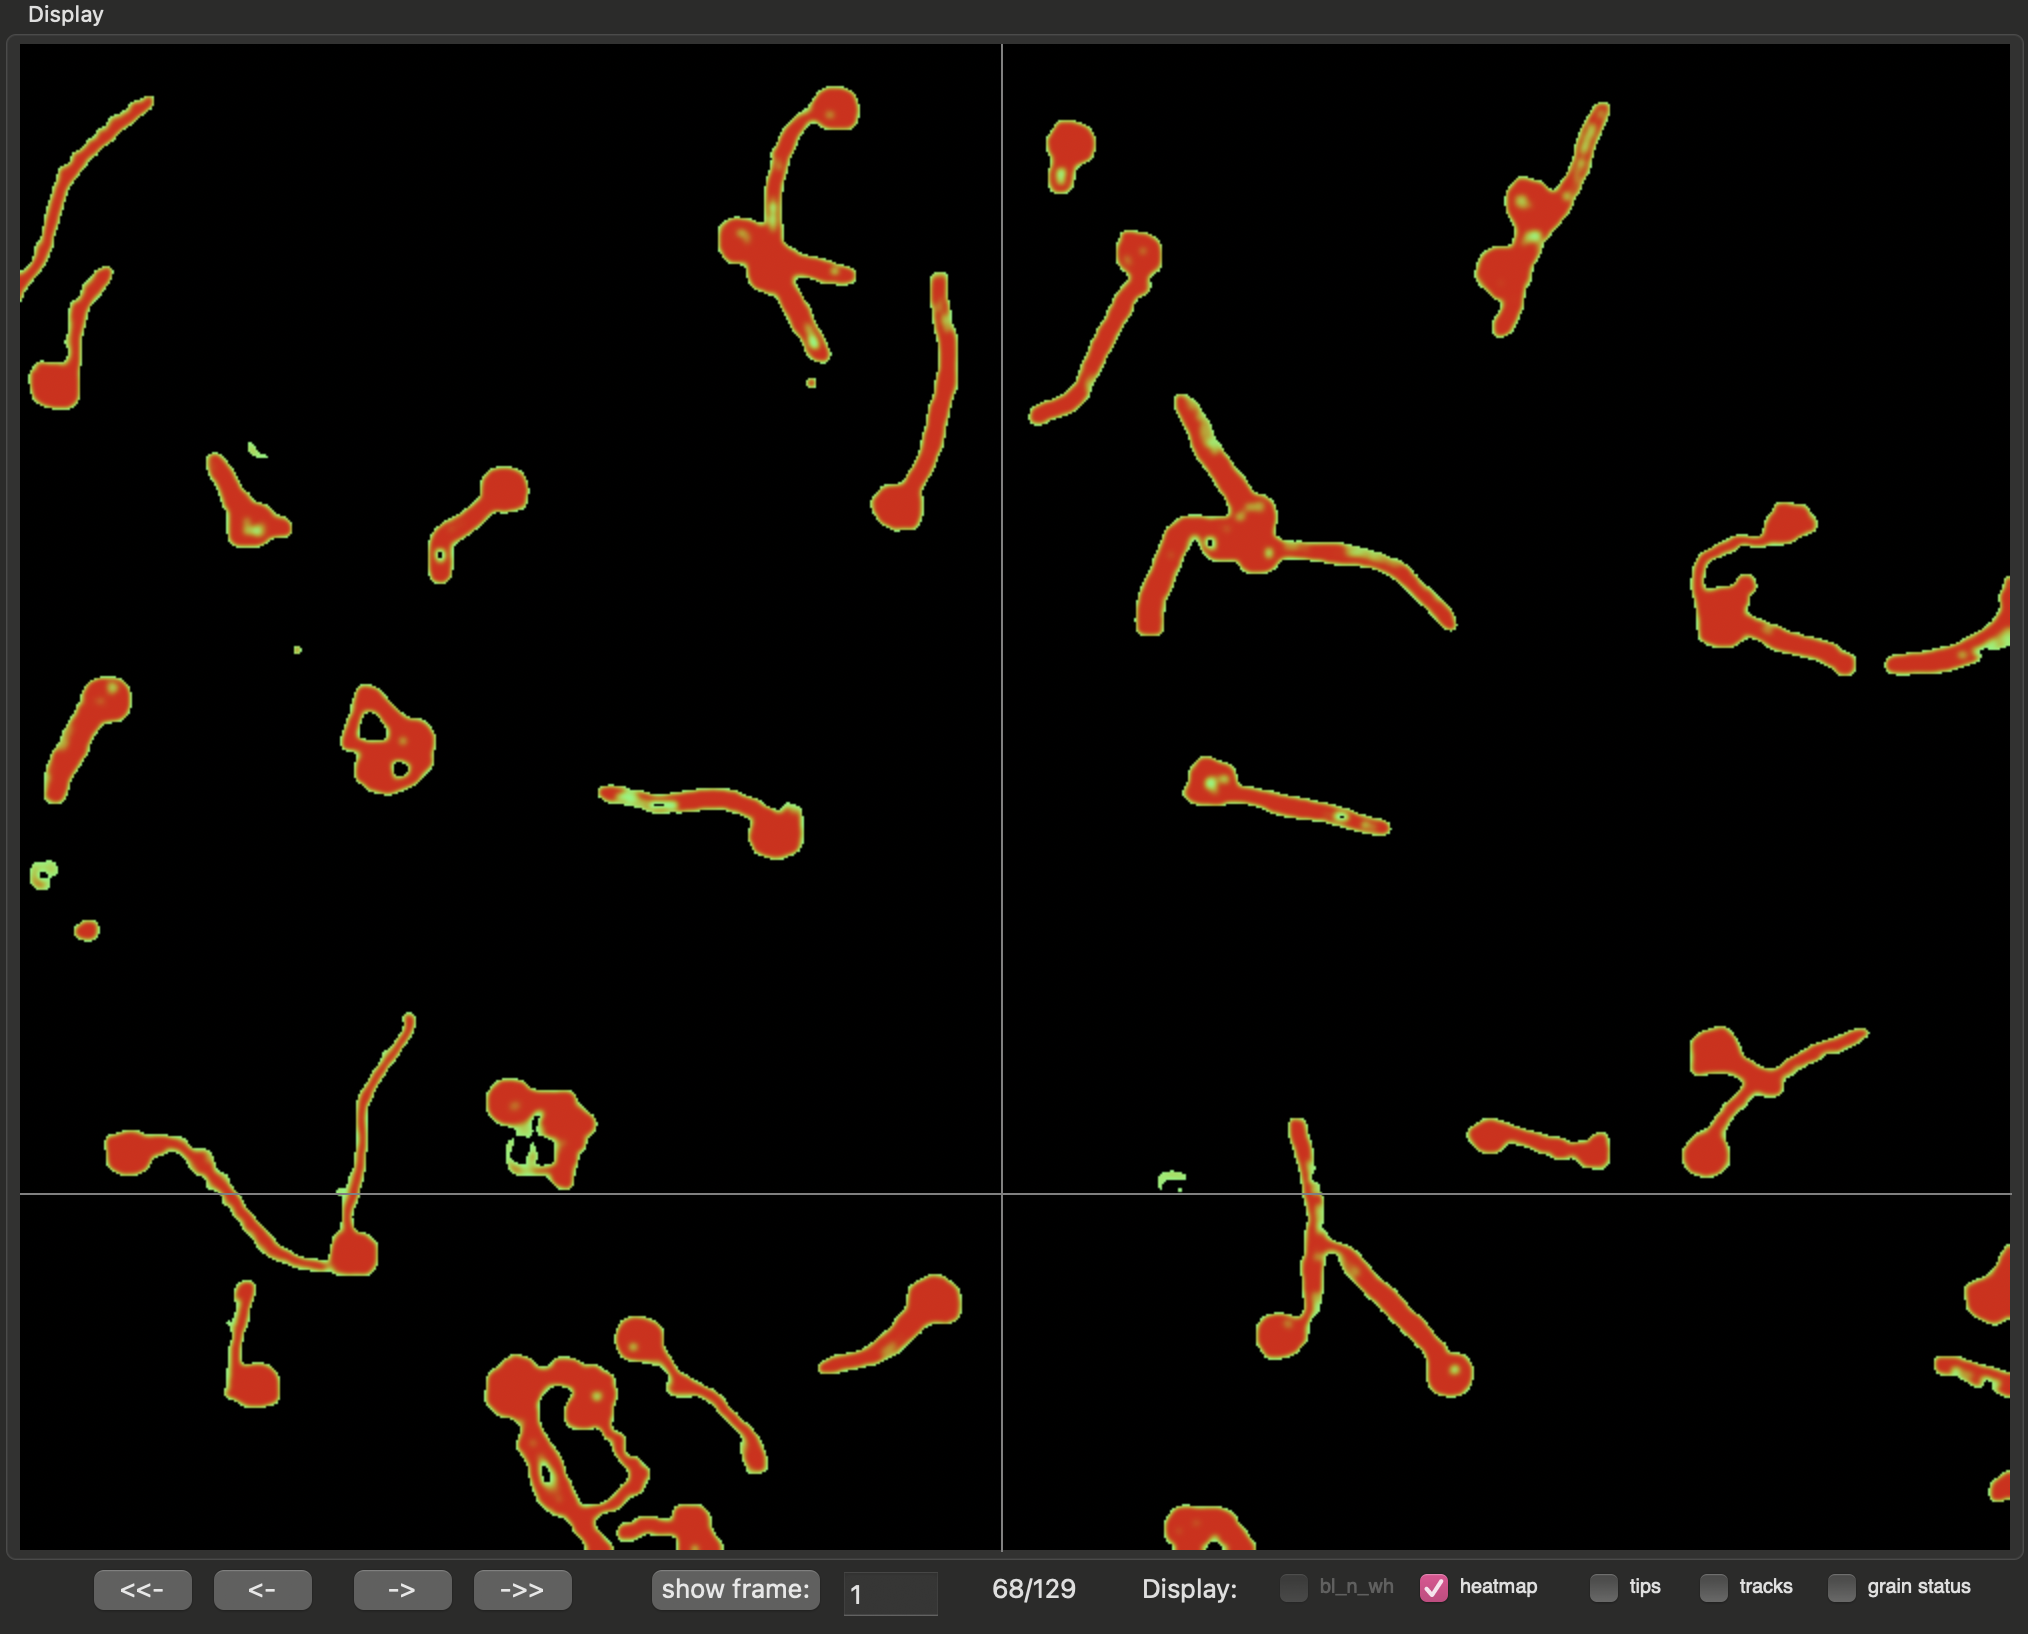 Display
<<-
<-
->
->>
show frame:
1
68/129
Display:
bl_n_wh
heatmap
tips
tracks
grain status